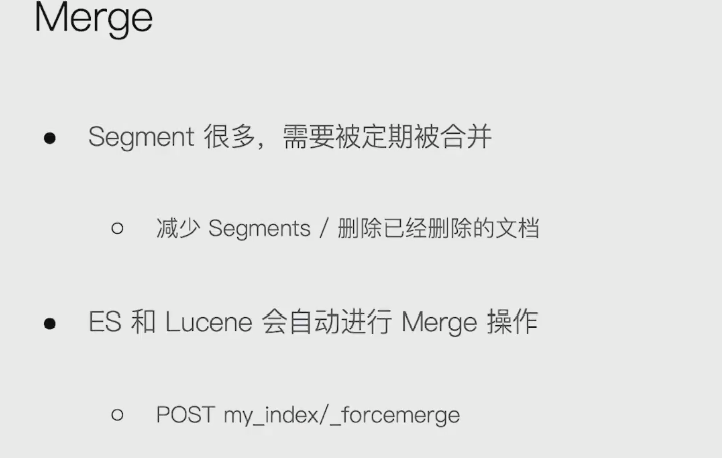 Merge
Segment 很多，需要被定期被合并
减少 Segments / 删除已经删除的文档
ES 和 Lucene 会自动进行 Merge 操作
POST my_index/_forcemerge